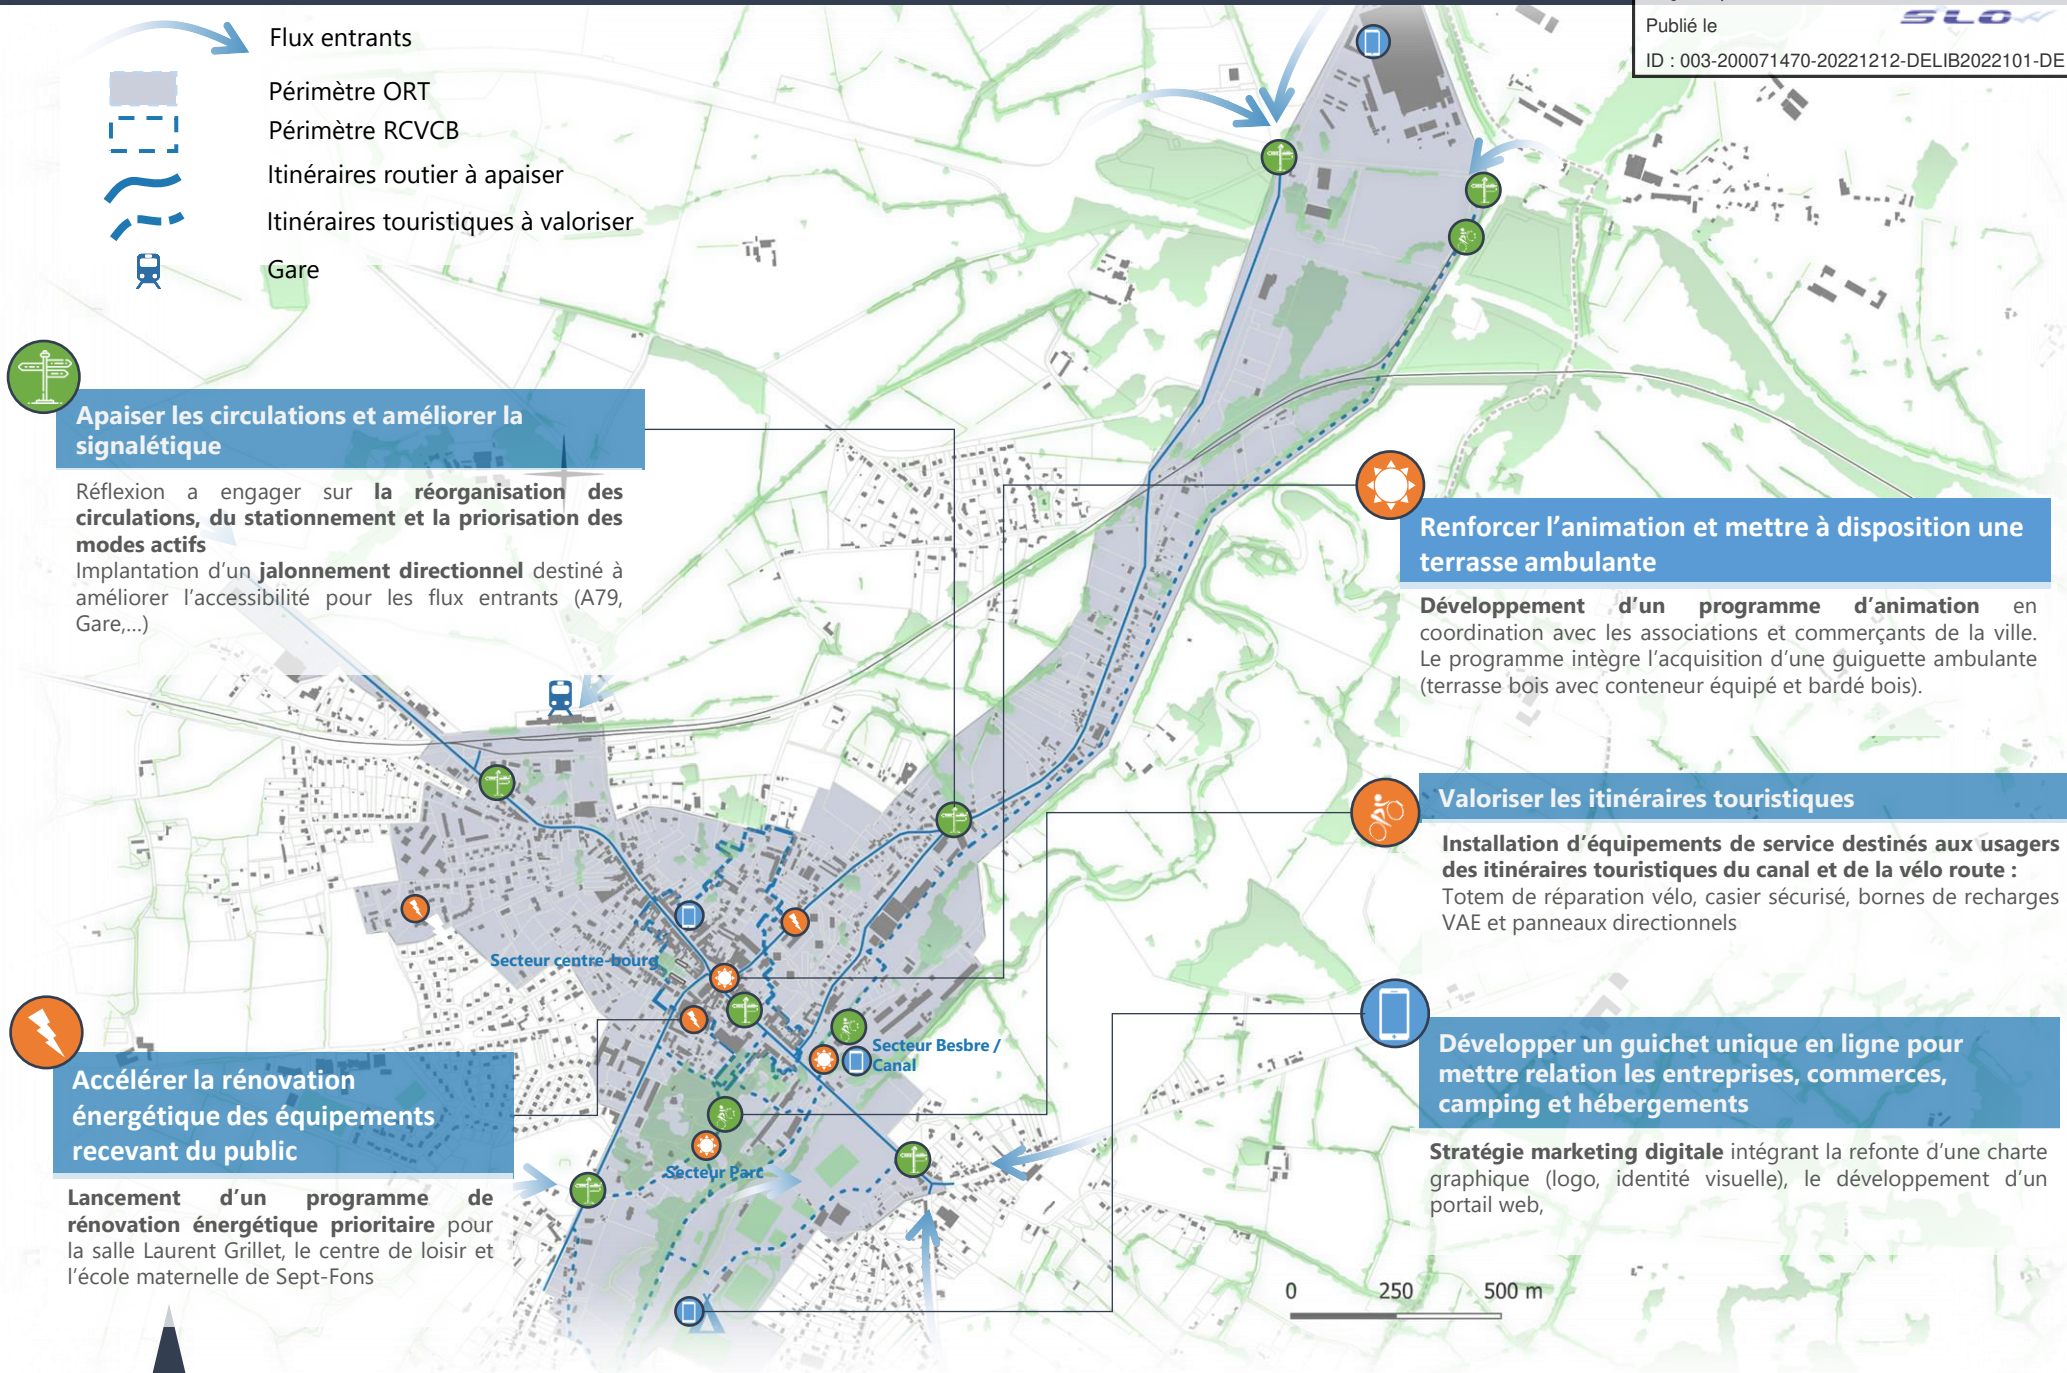 Publié le
SLOW
ID : 003-200071470-20221212-DELIB2022101-DE
Flux entrants
Périmètre ORT
Périmètre RCVCB
Itinéraires routier à apaiser
Itinéraires touristiques à valoriser
Gare
Apaiser les circulations et améliorer la
signalétique
Réflexion a engager sur la réorganisation des
circulations, du stationnement et la priorisation des
modes actifs
Implantation d'un jalonnement directionnel destiné à
améliorer l'accessibilité pour les flux entrants (A79,
Gare,...)
Renforcer l'animation et mettre à disposition une
terrasse ambulante
Développement d'un programme d'animation en
coordination avec les associations et commerçants de la ville.
Le programme intègre l'acquisition d'une guiguette ambulante
(terrasse bois avec conteneur équipé et bardé bois).
Valoriser les itinéraires touristiques
Installation d'équipements de service destinés aux usagers
des itinéraires touristiques du canal et de la vélo route :
Totem de réparation vélo, casier sécurisé, bornes de recharges
VAE et panneaux directionnels
Secteur centre-bourg
Secteur Besbre /
Canal
Secteur Parc
Développer un guichet unique en ligne pour
mettre relation les entreprises, commerces,
camping et hébergements
Stratégie marketing digitale intégrant la refonte d'une charte
graphique (logo, identité visuelle), le développement d'un
portail web,
Accélérer la rénovation
énergétique des équipements
recevant du public
Lancement d'un programme de
rénovation énergétique prioritaire pour
la salle Laurent Grillet, le centre de loisir et
l'école maternelle de Sept-Fons
0 250 500 m